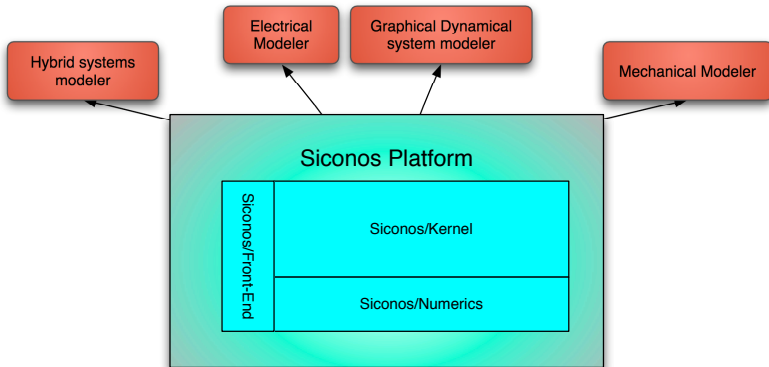 Electrical
Modeler
Graphical Dynamical
system modeler
Hybrid systems
modeler
Mechanical Modeler
Siconos Platform
Siconos/Front-End
Siconos/Kernel
Siconos/Numerics